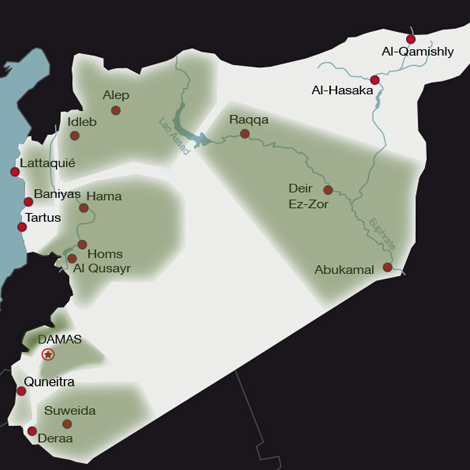 Al-Qamishly
Al-Hasaka
Alep
Idleb
Raqqa
Lac Assad
Lattaquié
Baniyas
Hama
Deir
Ez-Zor
Tartus
Euphrate
Homs
Al Qusayr
Abukamal
DAMAS
Quneitra
Suweida
Deraa